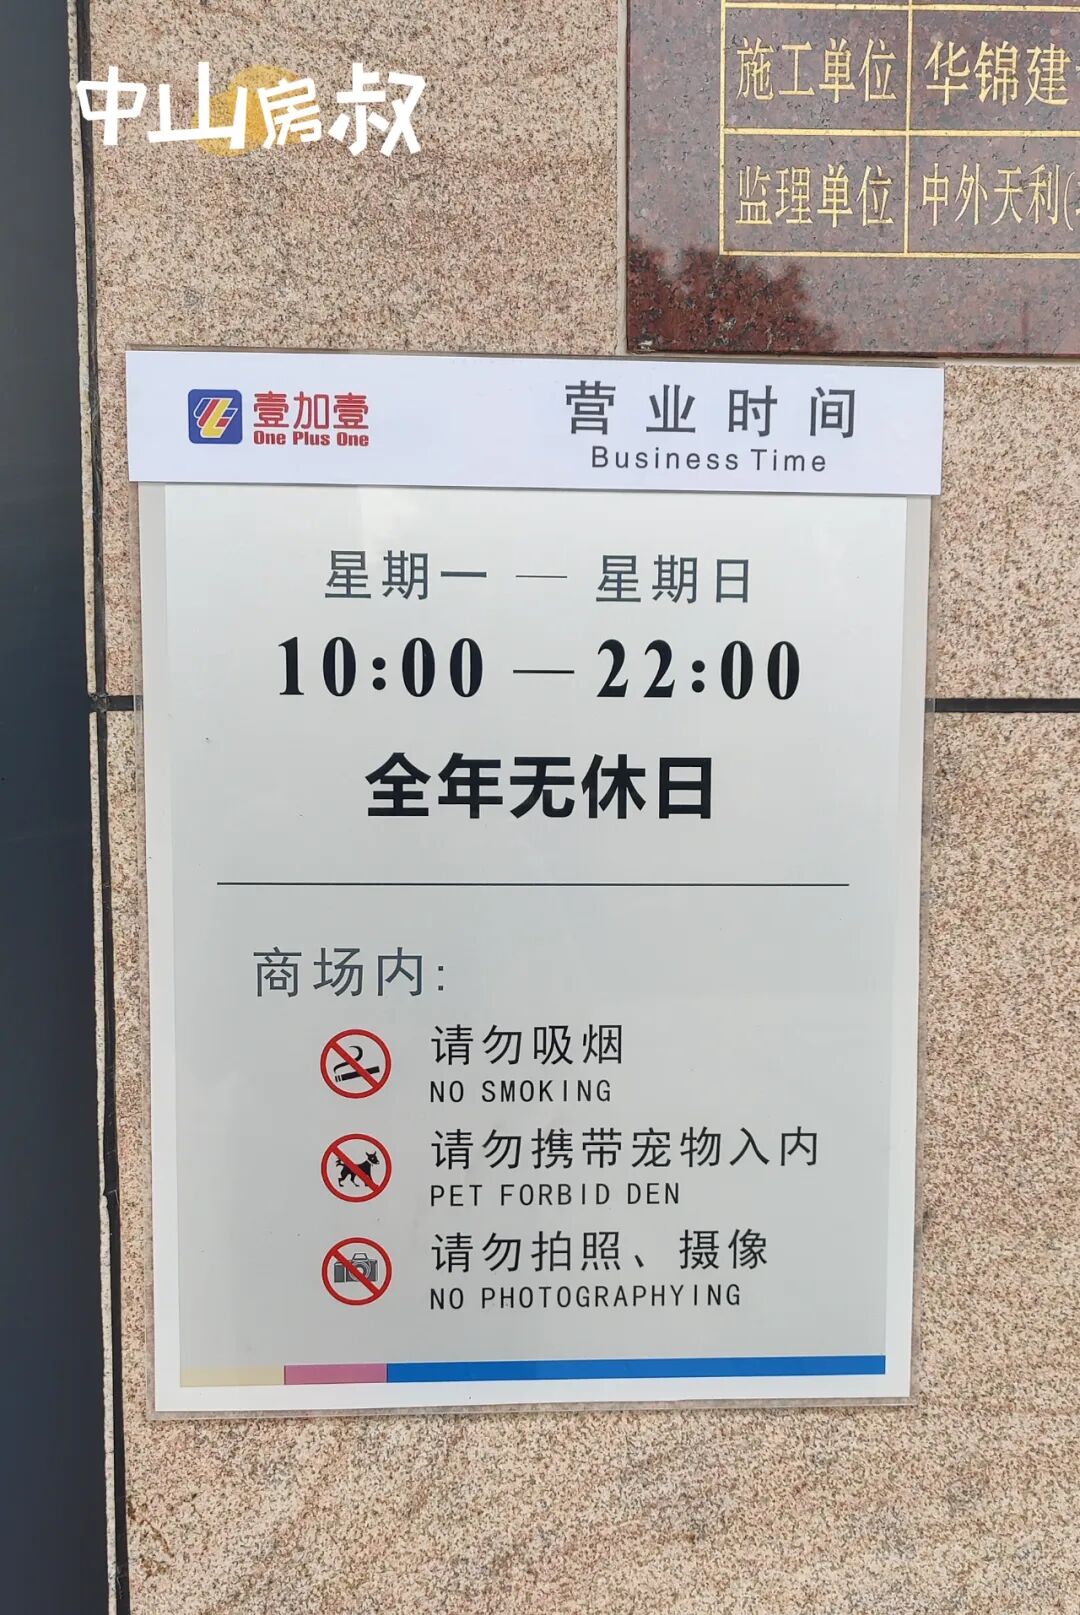 中山房叔
施工单位 华锦建
监理单位 中外天利(
壹加壹
One Plus One
营业时间
Business Time
星期一 — 星期日
10:00 — 22:00
全年无休日
商场内:
请勿吸烟
NO SMOKING
请勿携带宠物入内
PET FORBID DEN
请勿拍照、摄像
NO PHOTOGRAPHYING